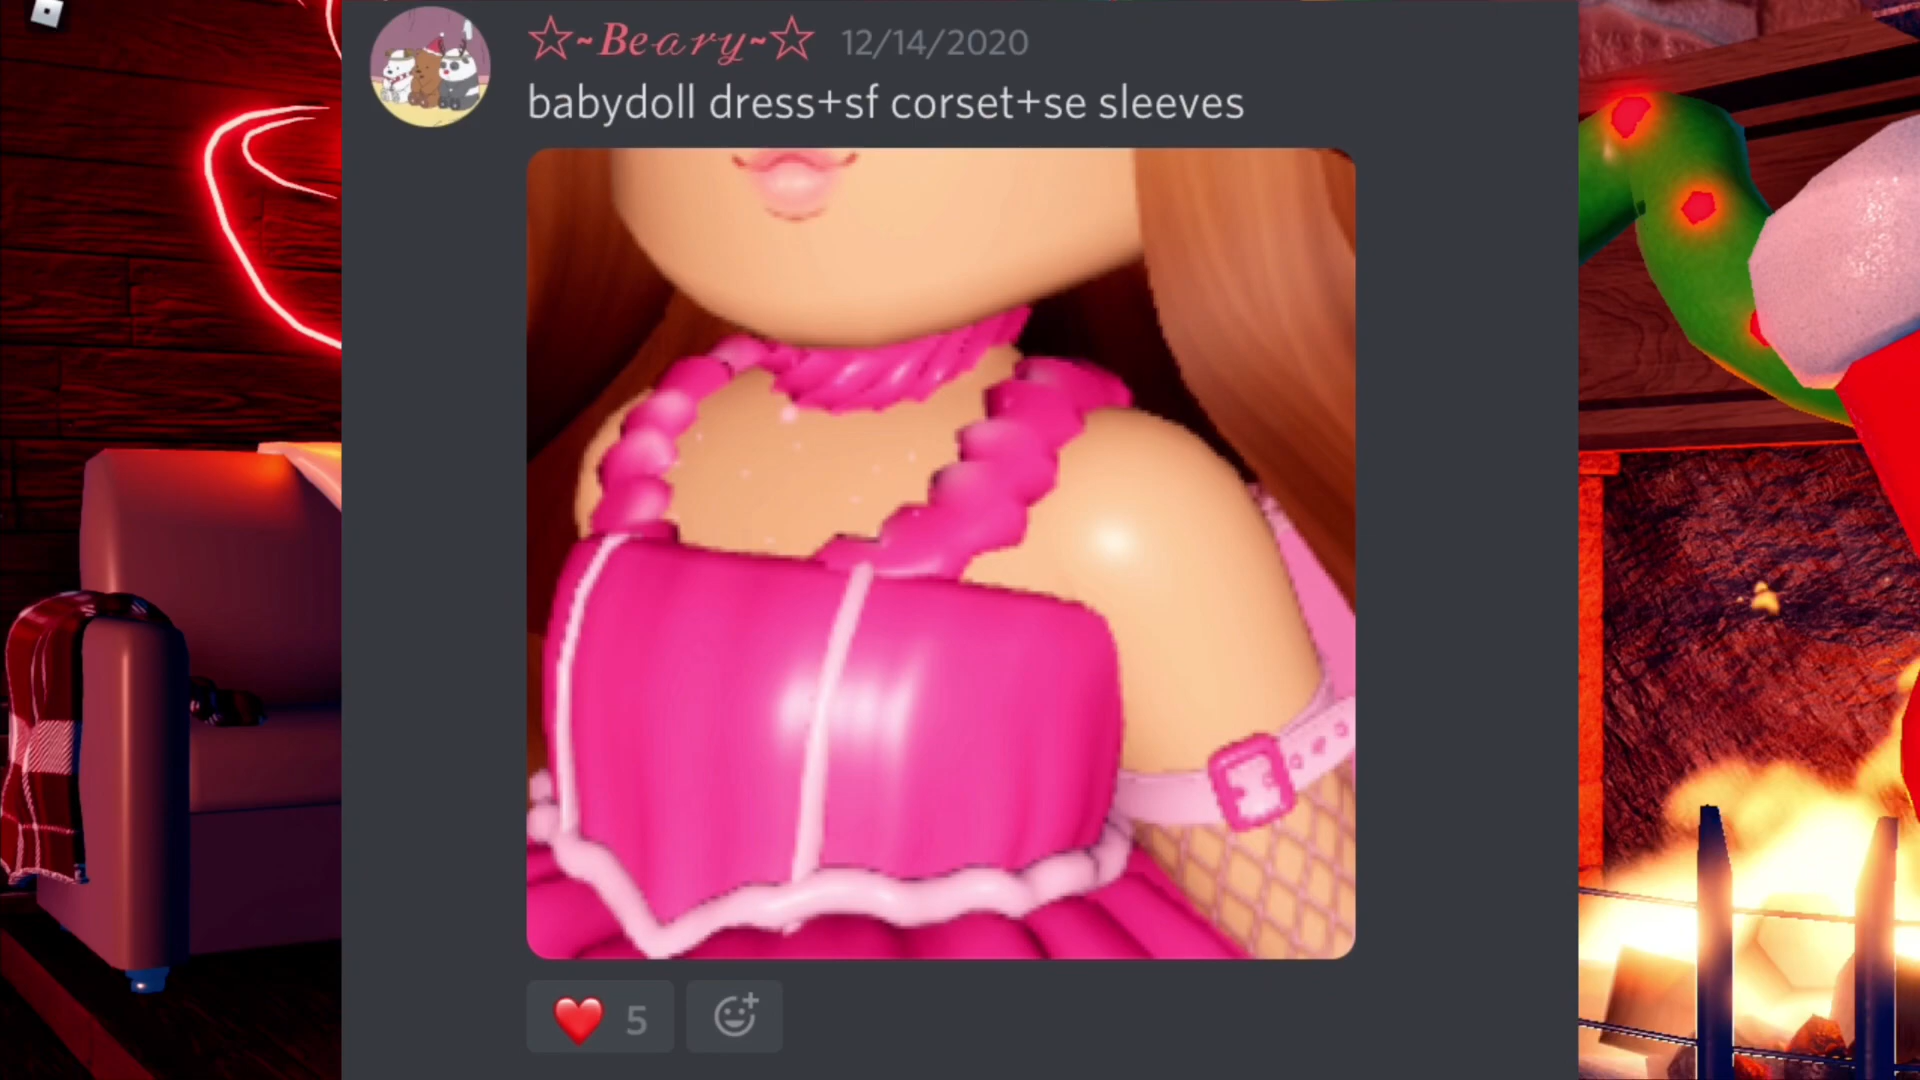 ☆~Beary~☆ 12/14/2020
babydoll dress+sf corset+se sleeves
5